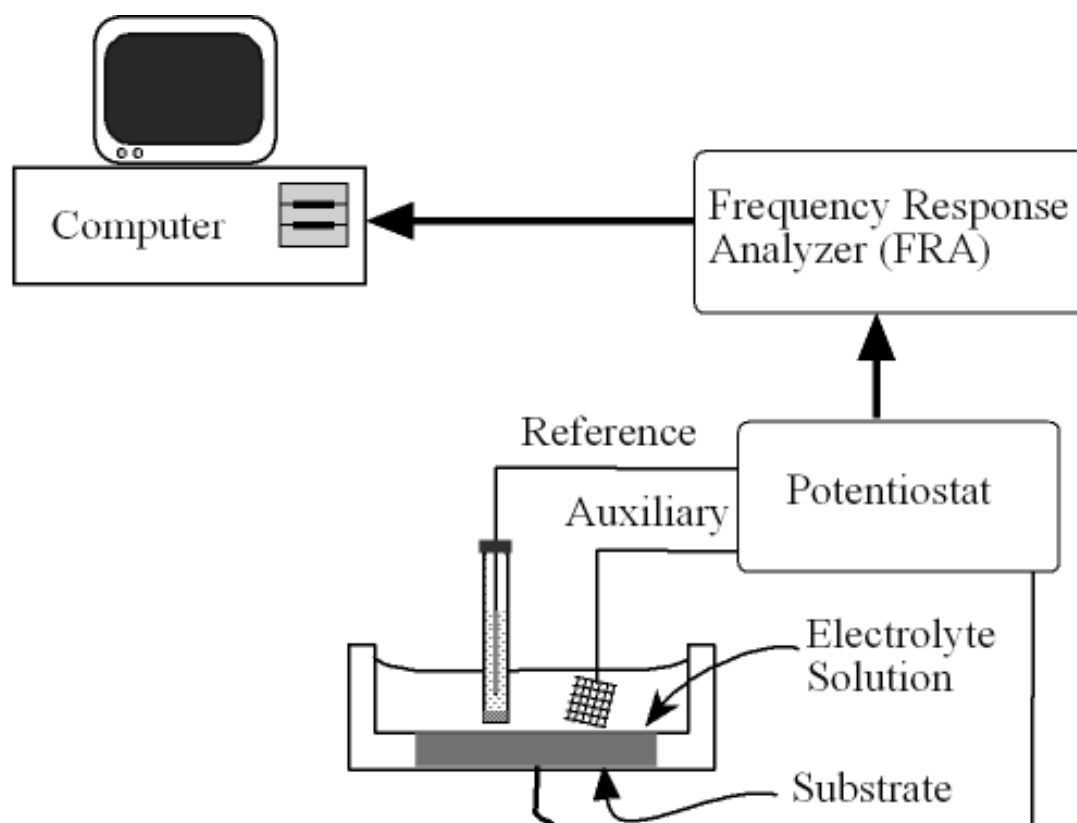 Computer
Frequency Response
Analyzer (FRA)
Reference
Potentiostat
Auxiliary
Electrolyte
Solution
Substrate